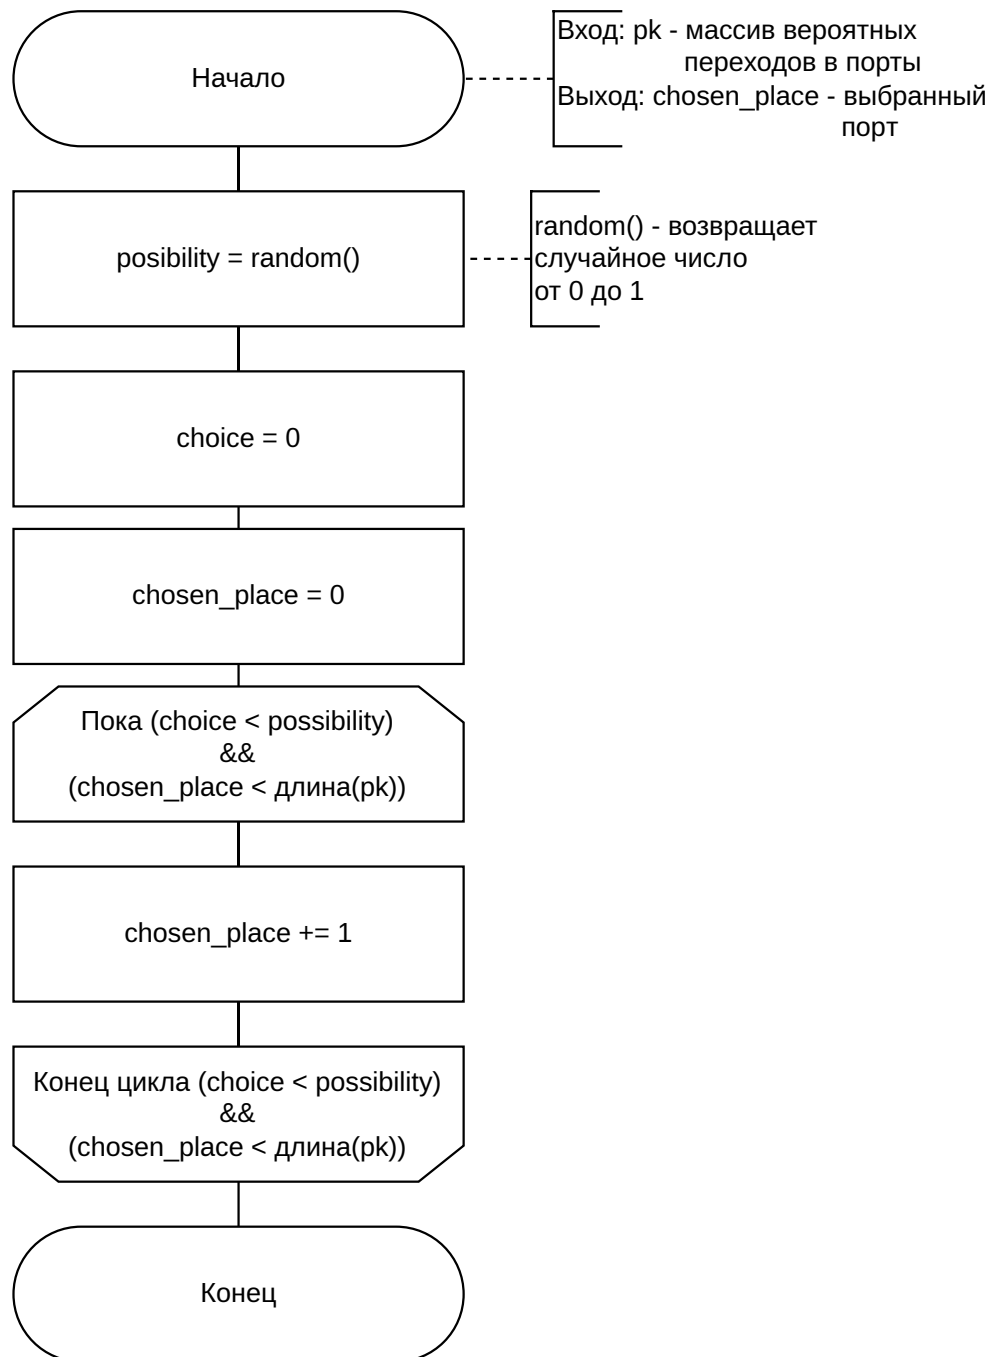 Начало
Вход: pk - массив вероятных
переходов в порты
Выход: chosen_place - выбранный
порт
posibility = random()
random() - возвращает
случайное число
от 0 до 1
choice = 0
chosen_place = 0
Пока (choice < possibility)
&&
(chosen_place < длина(pk))
chosen_place += 1
Конец цикла (choice < possibility)
&&
(chosen_place < длина(pk))
Конец